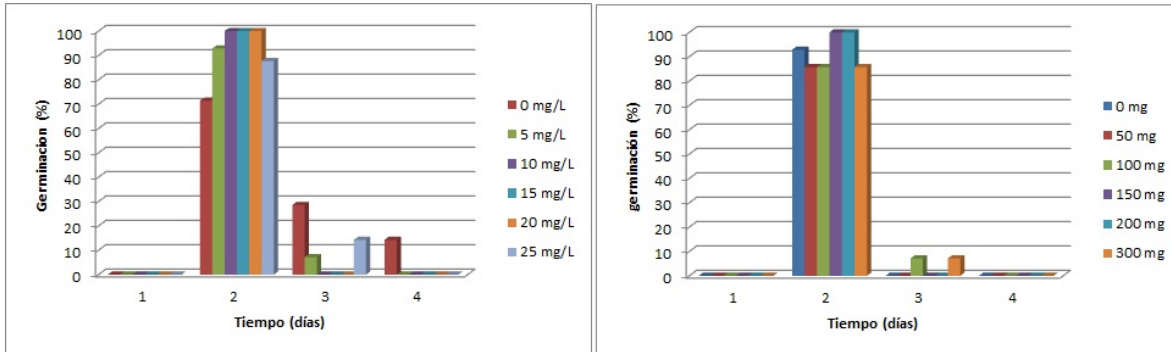 100
90
80
70
60
50
40
30
20
10
0
Germinacion (%)
1 2 3 4
Tiempo (días)
0 mg/L
5 mg/L
10 mg/L
15 mg/L
20 mg/L
25 mg/L
100
90
80
70
60
50
40
30
20
10
0
germinación (%)
1 2 3 4
Tiempo (días)
0 mg
50 mg
100 mg
150 mg
200 mg
300 mg